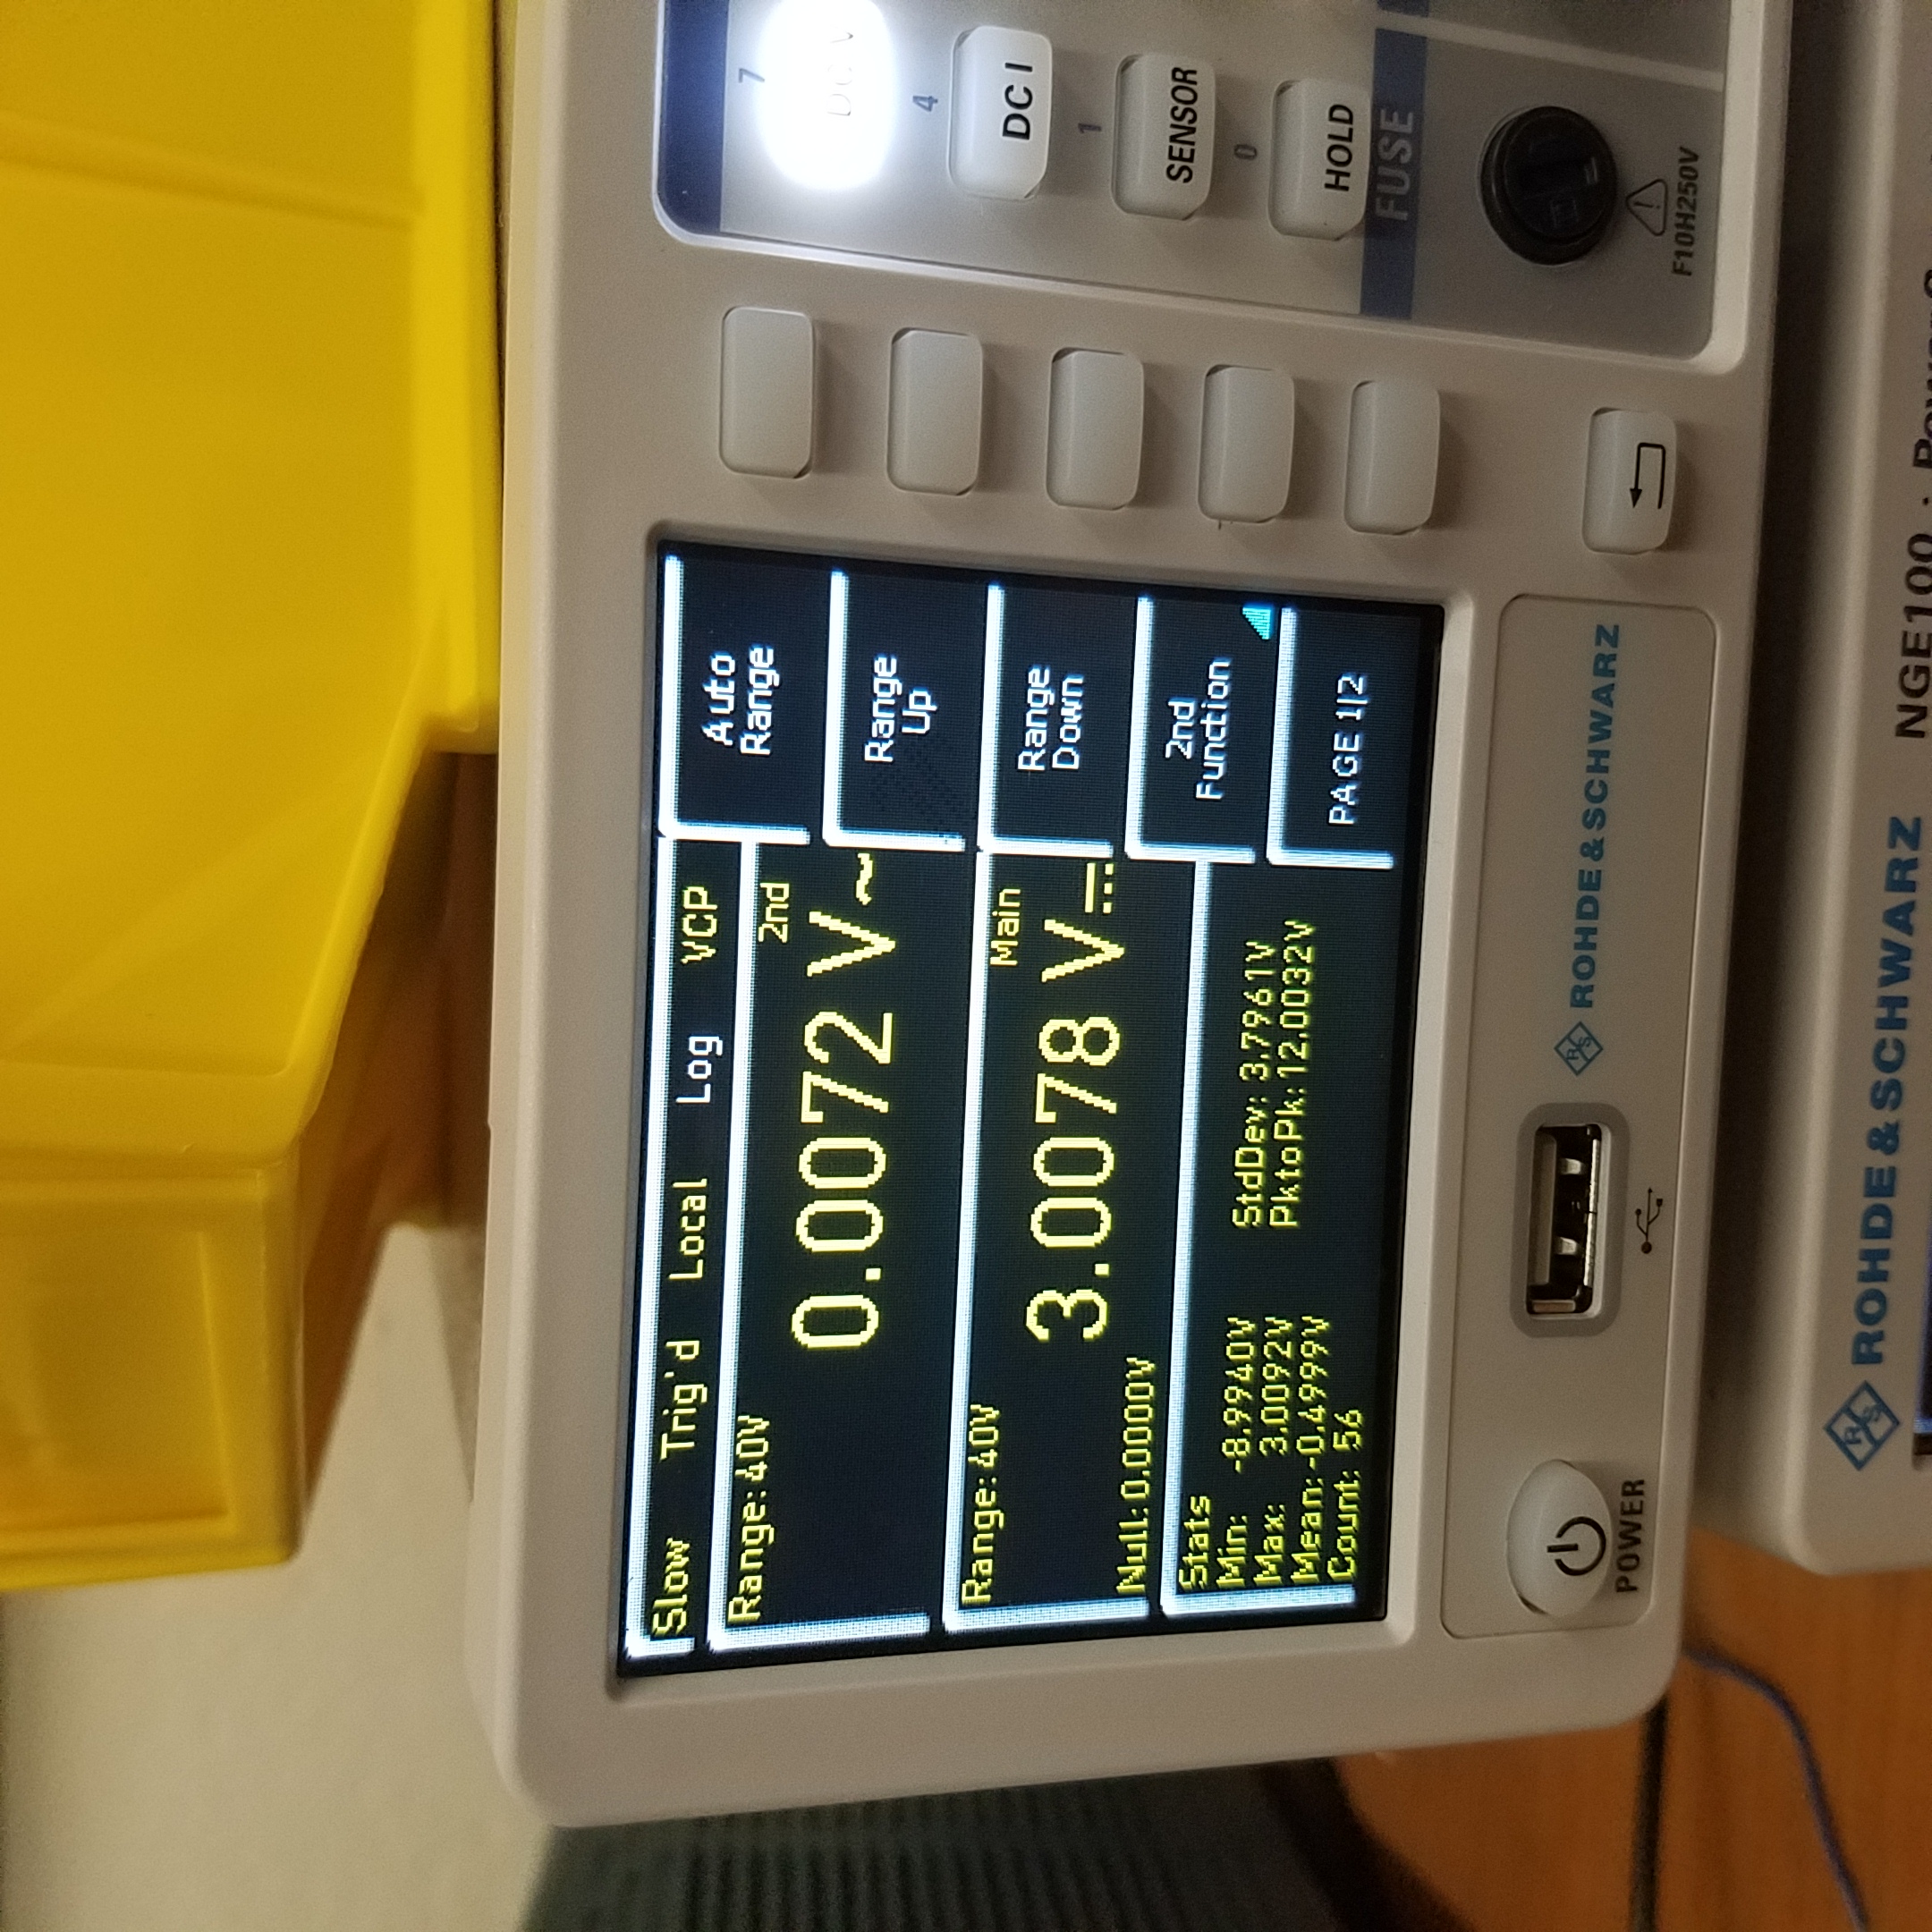 Slow Trig'd Local Log VCP
Auto
Range
Range: 40V
2nd
0.0072 V~
Range
Up
Range: 40V
Main
3.0078 V⎓
Null: 0.0000V
Range
Down
Stats
Min: -8.9940V
Max: 3.0092V
Mean: -0.4999V
Count: 56
StdDev: 3.7961V
PktoPk: 12.0032V
2nd
Function
PAGE 1|2
7
DC V
4
DC I
1
SENSOR
0
HOLD
FUSE
F10H250V
POWER
R S ROHDE & SCHWARZ
R S ROHDE & SCHWARZ
NGE100 ·